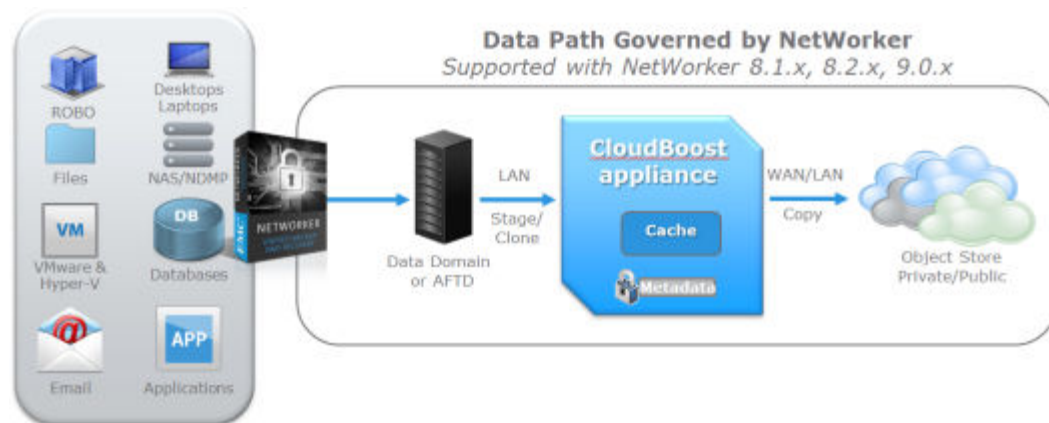 Data Path Governed by NetWorker
Supported with NetWorker 8.1.x, 8.2.x, 9.0.x
ROBO
Desktops
Laptops
Files
NAS/NDMP
VM
VMware &
Hyper-V
DB
Databases
@
Email
APP
Applications
EMC
NETWORKER
Data Domain
or AFTD
LAN
Stage/
Clone
CloudBoost
appliance
Cache
Metadata
WAN/LAN
Copy
Object Store
Private/Public